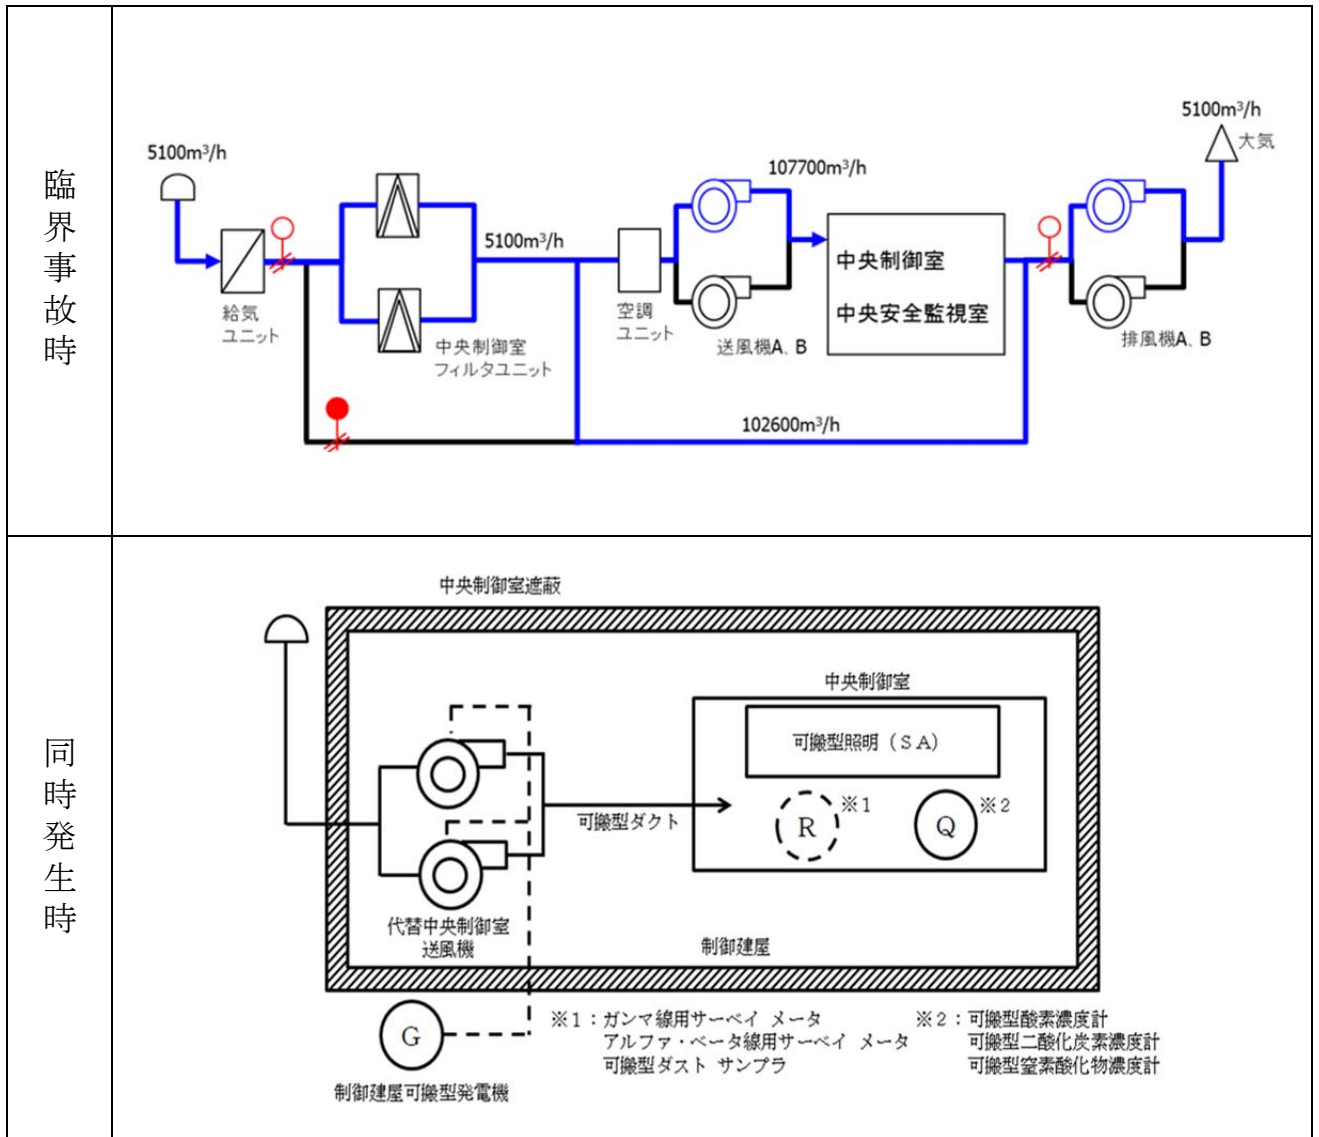 臨界事故時
5100m³/h
大気
5100m³/h
107700m³/h
5100m³/h
中央制御室
中央安全監視室
給気
ユニット
空調
ユニット
中央制御室
フィルタユニット
送風機A、B
排風機A、B
102600m³/h
同時発生時
中央制御室遮蔽
中央制御室
可搬型照明（ＳＡ）
R
※1
Q
※2
可搬型ダクト
代替中央制御室
送風機
制御建屋
G
制御建屋可搬型発電機
※１：ガンマ線用サーベイ メータ
アルファ・ベータ線用サーベイ メータ
可搬型ダスト サンプラ
※２：可搬型酸素濃度計
可搬型二酸化炭素濃度計
可搬型窒素酸化物濃度計